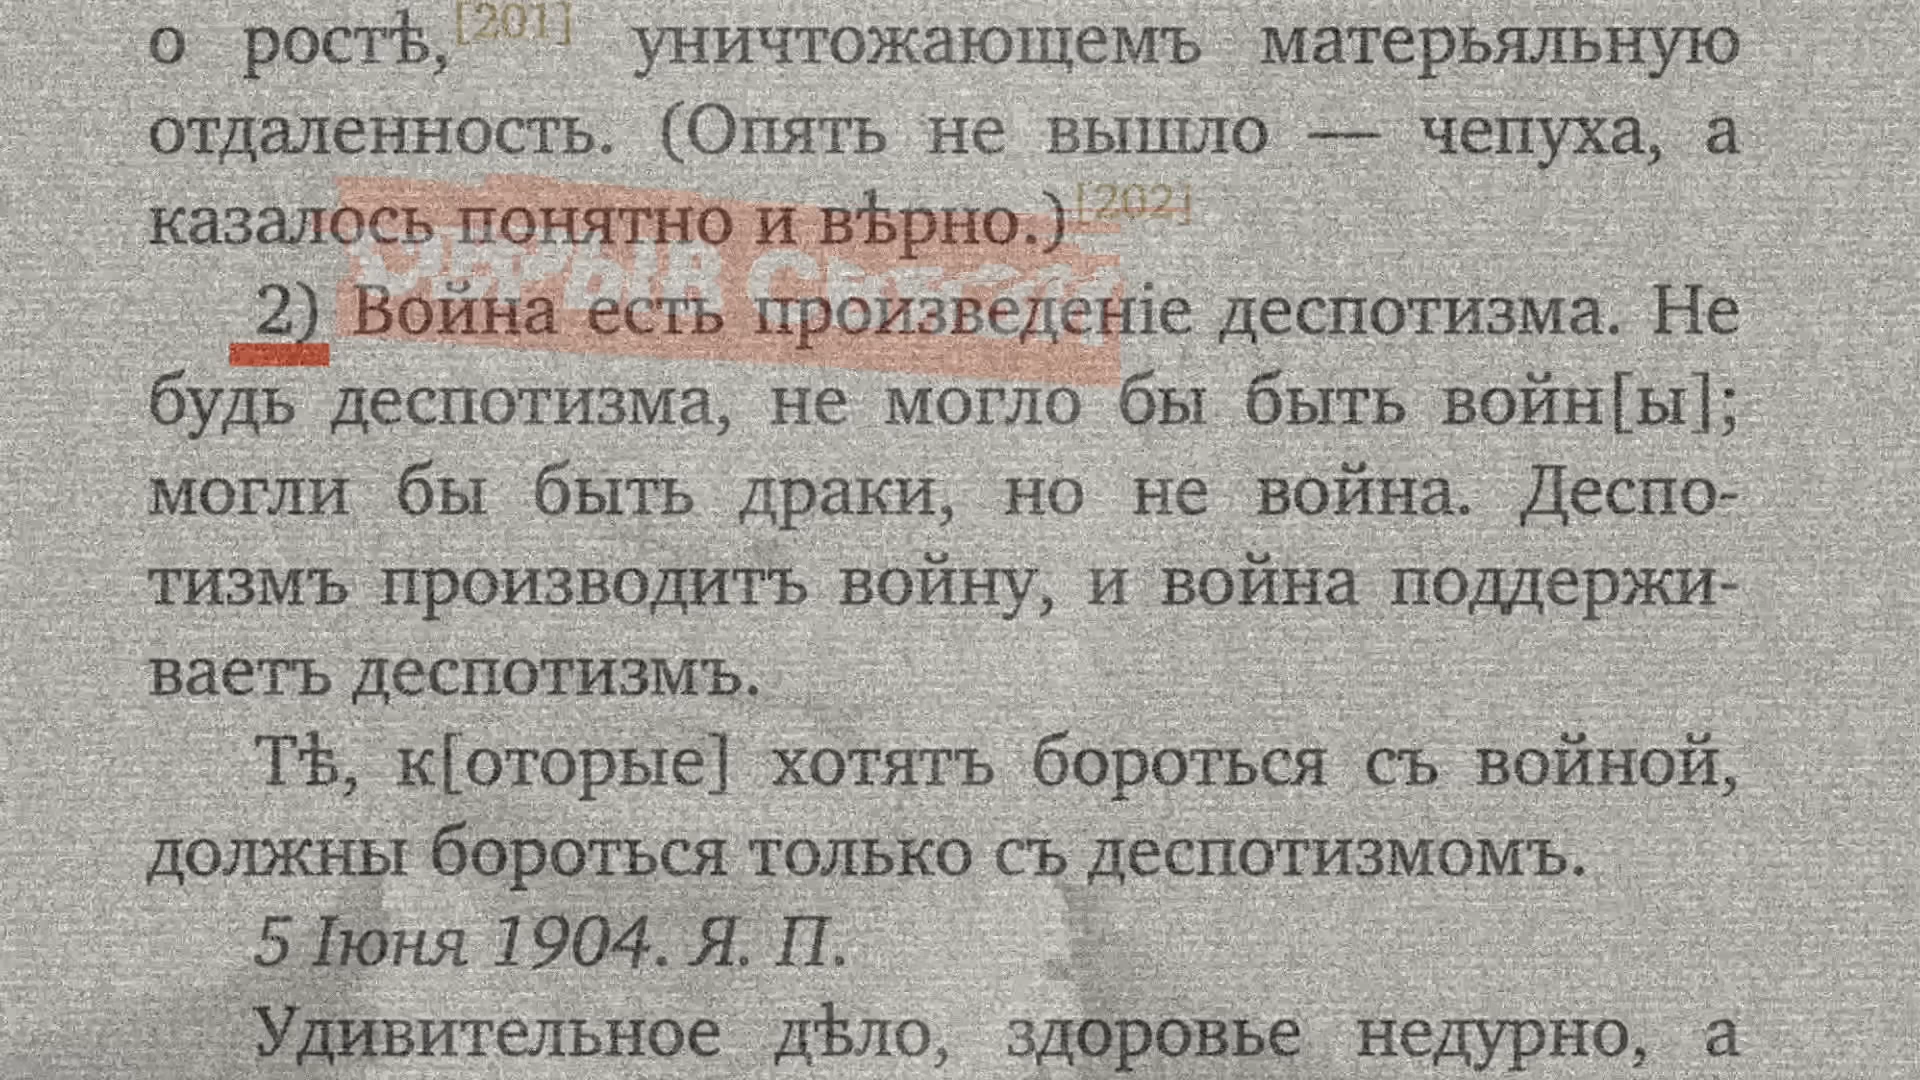 о ростѣ,[201] уничтожающемъ матерьяльную
отдаленность. (Опять не вышло — чепуха, а
казалось понятно и вѣрно.)[202]
2) Война есть произведеніе деспотизма. Не
будь деспотизма, не могло бы быть войн[ы];
могли бы быть драки, но не война. Деспо-
тизмъ производитъ войну, и война поддержи-
ваетъ деспотизмъ.
Тѣ, к[оторые] хотятъ бороться съ войной,
должны бороться только съ деспотизмомъ.
5 Іюня 1904. Я. П.
Удивительное дѣло, здоровье недурно, а